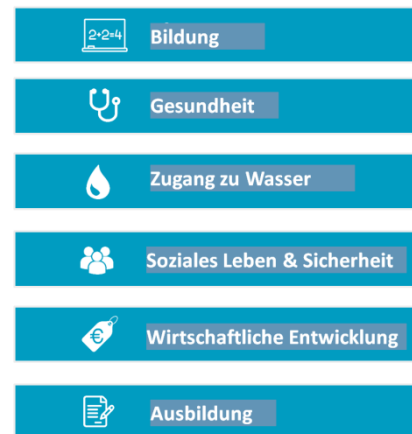 2+2=4
Bildung
Gesundheit
Zugang zu Wasser
Soziales Leben & Sicherheit
€
Wirtschaftliche Entwicklung
Ausbildung